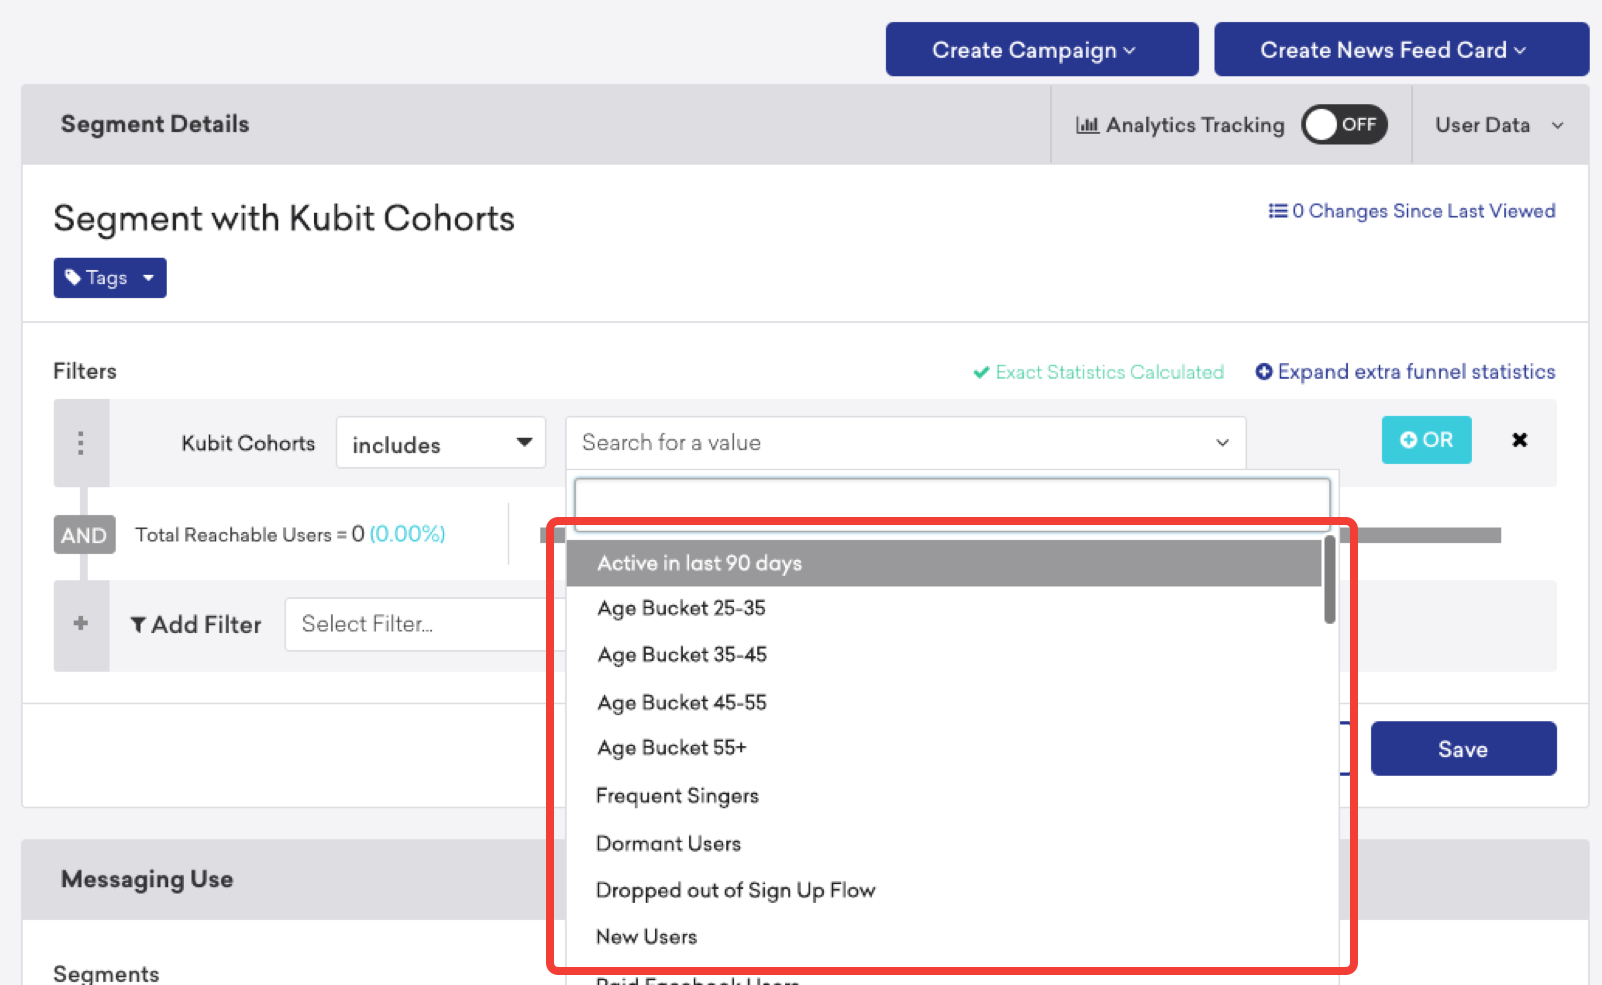 Create Campaign
Create News Feed Card
Segment Details
Analytics Tracking
OFF
User Data
Segment with Kubit Cohorts
0 Changes Since Last Viewed
Tags
Filters
Exact Statistics Calculated
Expand extra funnel statistics
Kubit Cohorts
includes
Search for a value
OR
AND
Total Reachable Users = 0 (0.00%)
Active in last 90 days
Age Bucket 25-35
Add Filter
Select Filter...
Age Bucket 35-45
Age Bucket 45-55
Age Bucket 55+
Save
Frequent Singers
Dormant Users
Messaging Use
Dropped out of Sign Up Flow
New Users
Segments
Paid Facebook Users